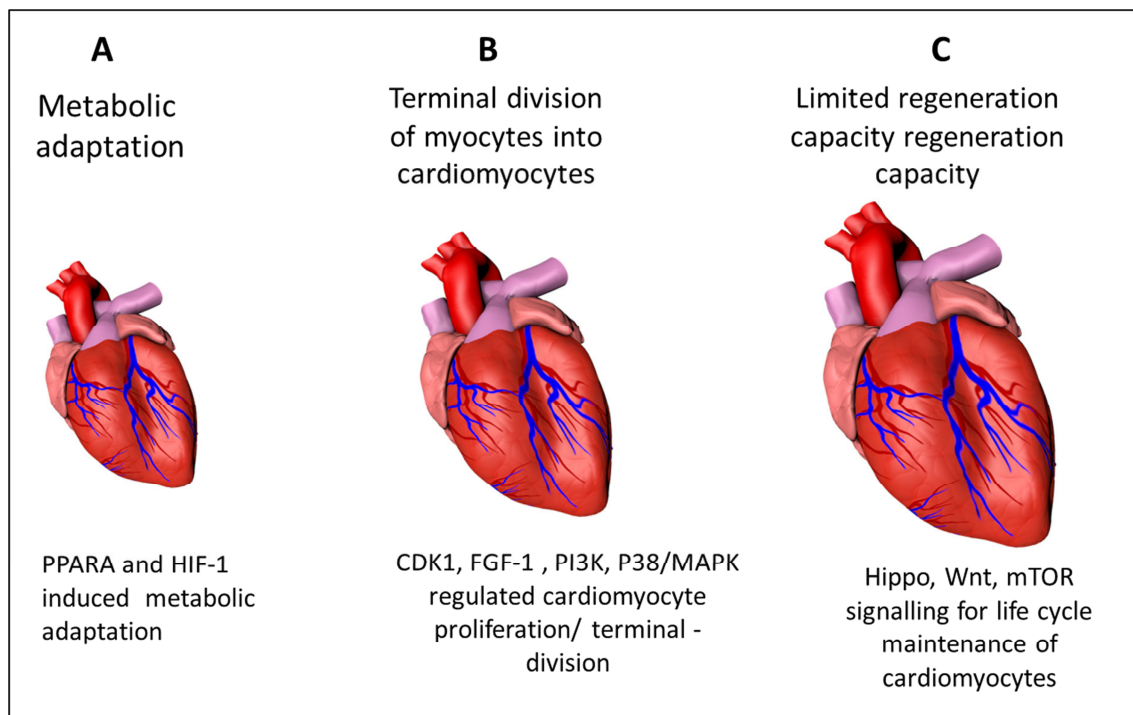 A
Metabolic
adaptation
PPARA and HIF-1
induced metabolic
adaptation
B
Terminal division
of myocytes into
cardiomyocytes
CDK1, FGF-1 , PI3K, P38/MAPK
regulated cardiomyocyte
proliferation/ terminal -
division
C
Limited regeneration
capacity regeneration
capacity
Hippo, Wnt, mTOR
signalling for life cycle
maintenance of
cardiomyocytes